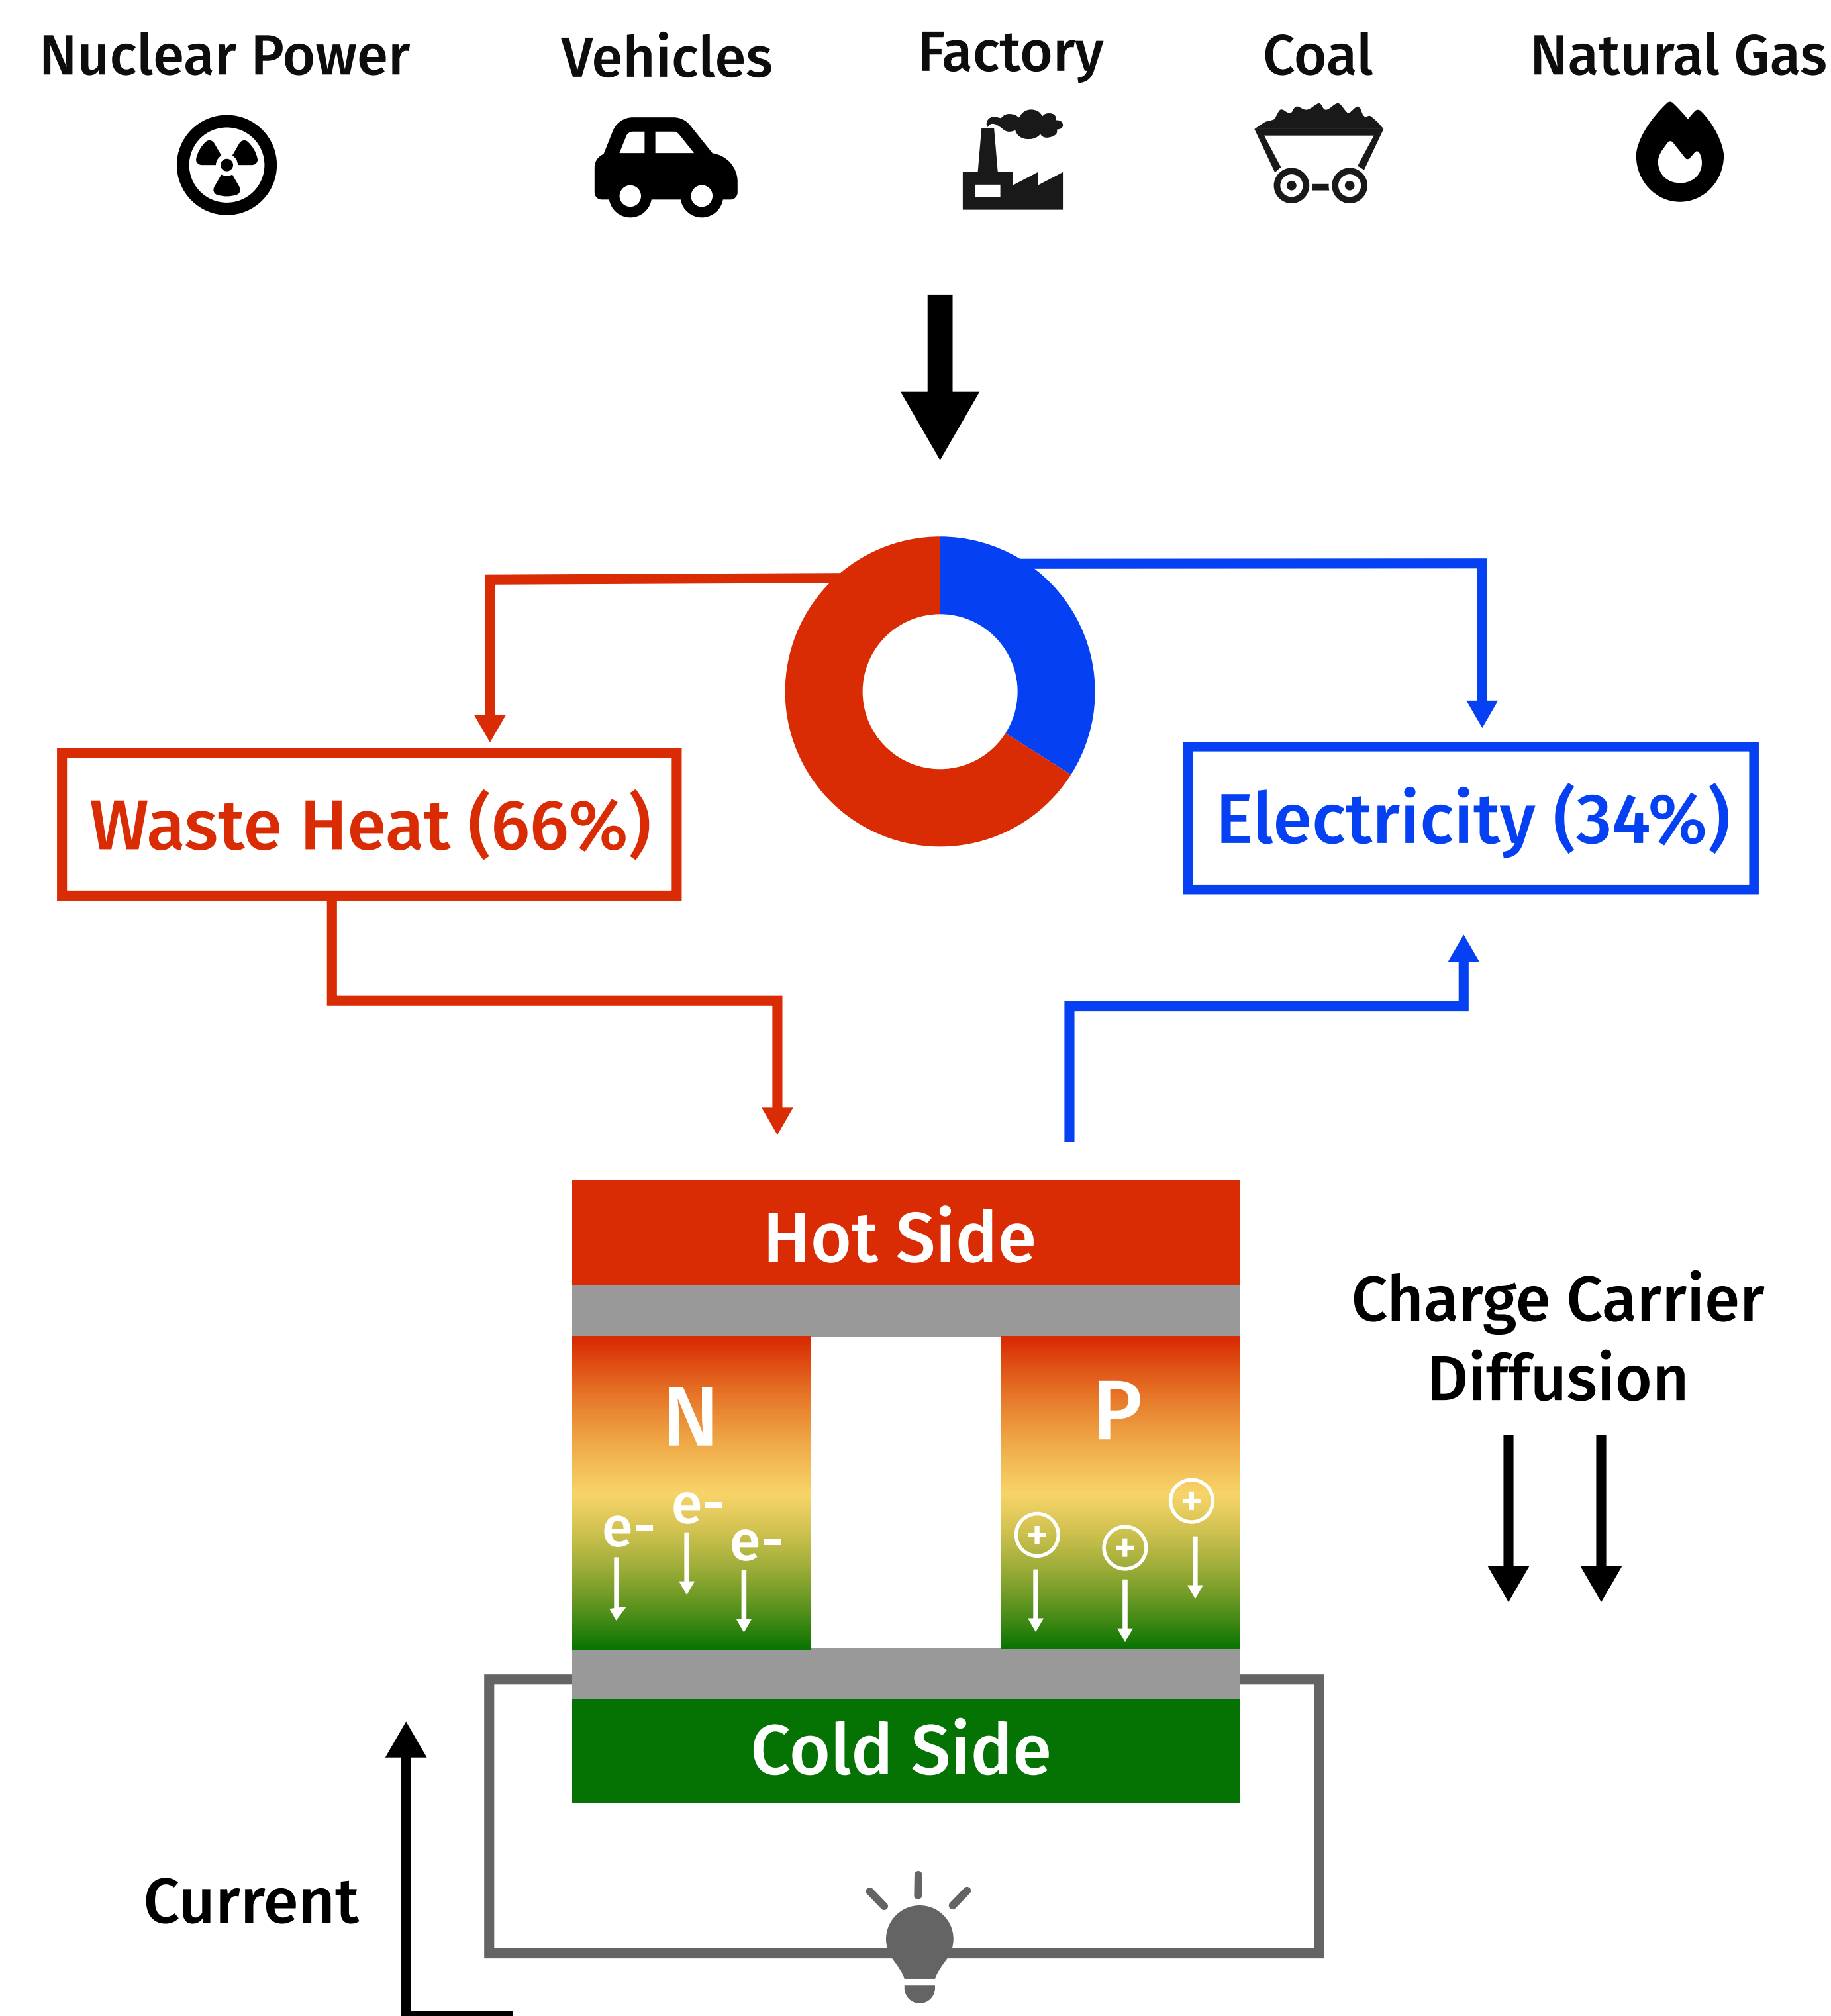 Nuclear Power
Vehicles
Factory
Coal
Natural Gas
Waste Heat (66%)
Electricity (34%)
Hot Side
Charge Carrier
Diffusion
N
P
e-
e-
e-
+
+
+
Cold Side
Current